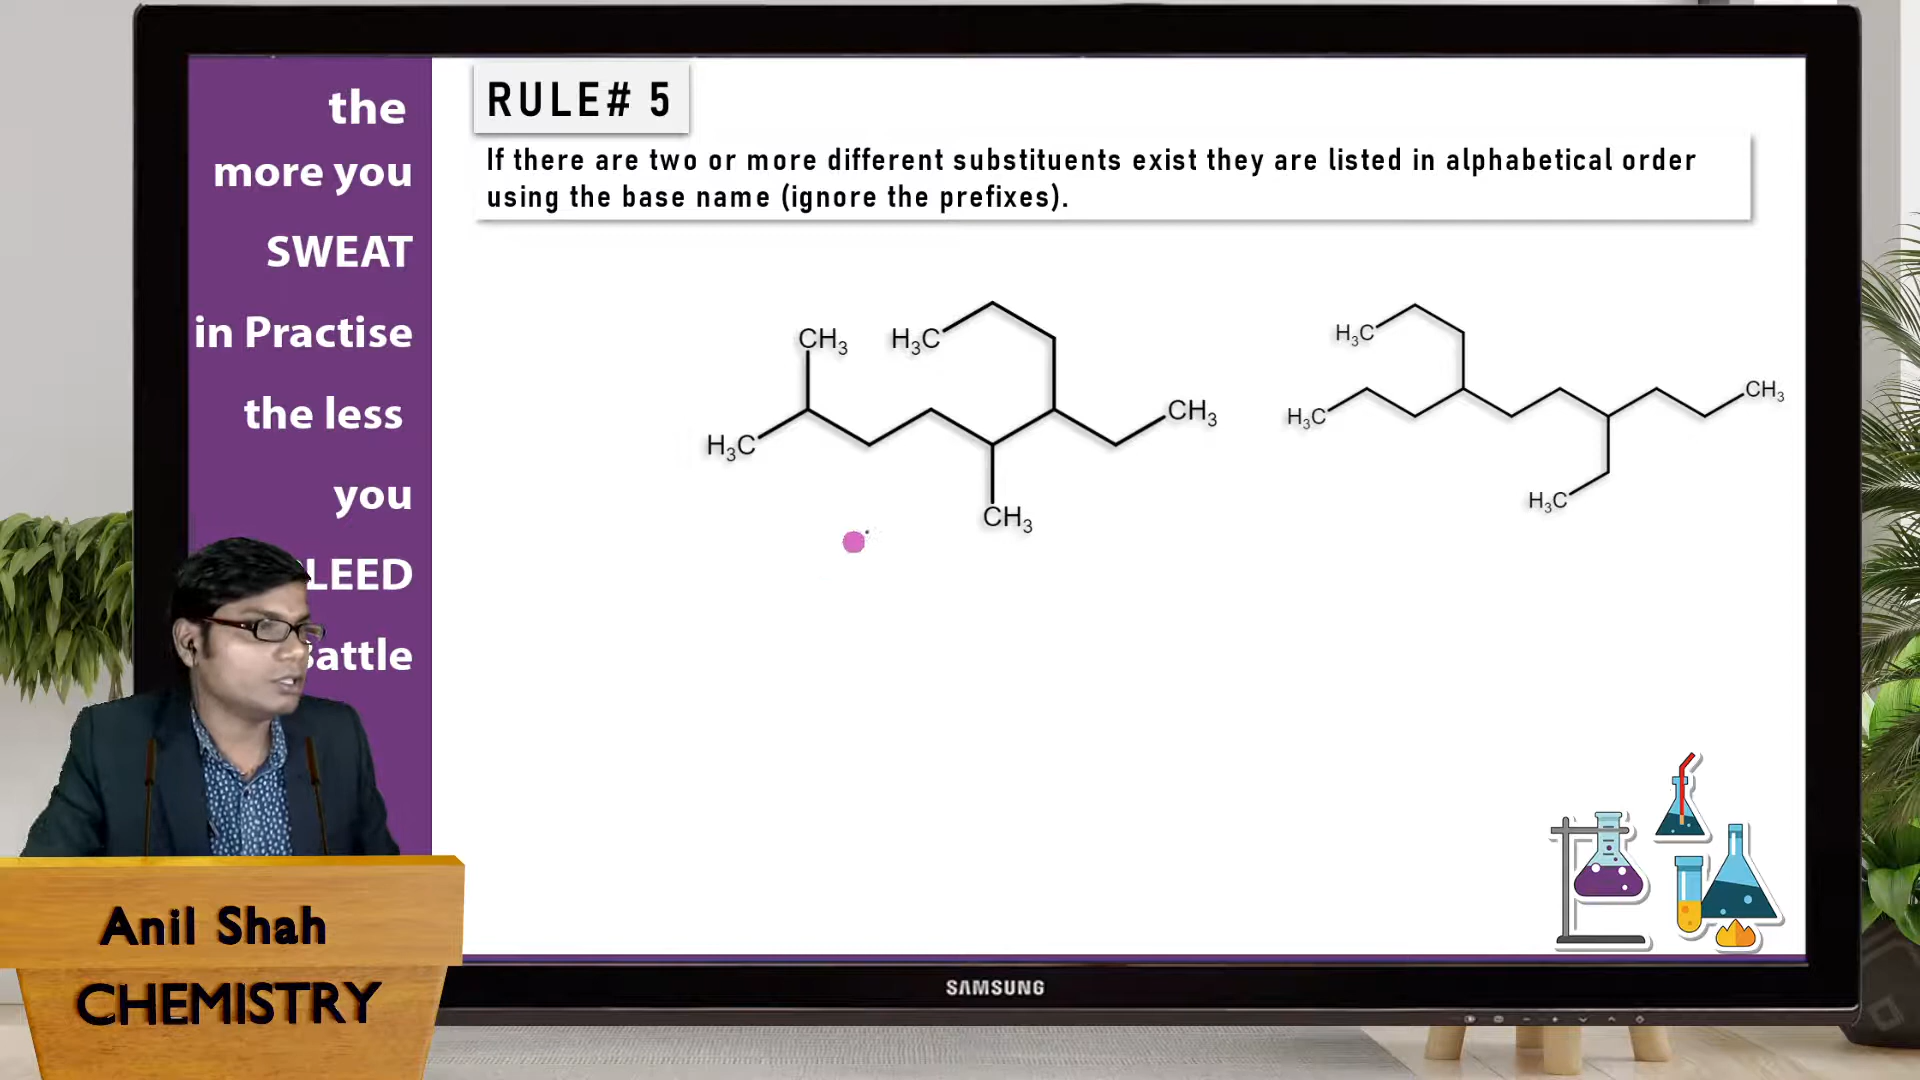 the
more you
SWEAT
in Practise
the less
you
LEED
attle
RULE# 5
If there are two or more different substituents exist they are listed in alphabetical order
using the base name (ignore the prefixes).
CH₃
H₃C
H₃C
CH₃
CH₃
H₃C
H₃C
CH₃
H₃C
Anil Shah
CHEMISTRY
SAMSUNG